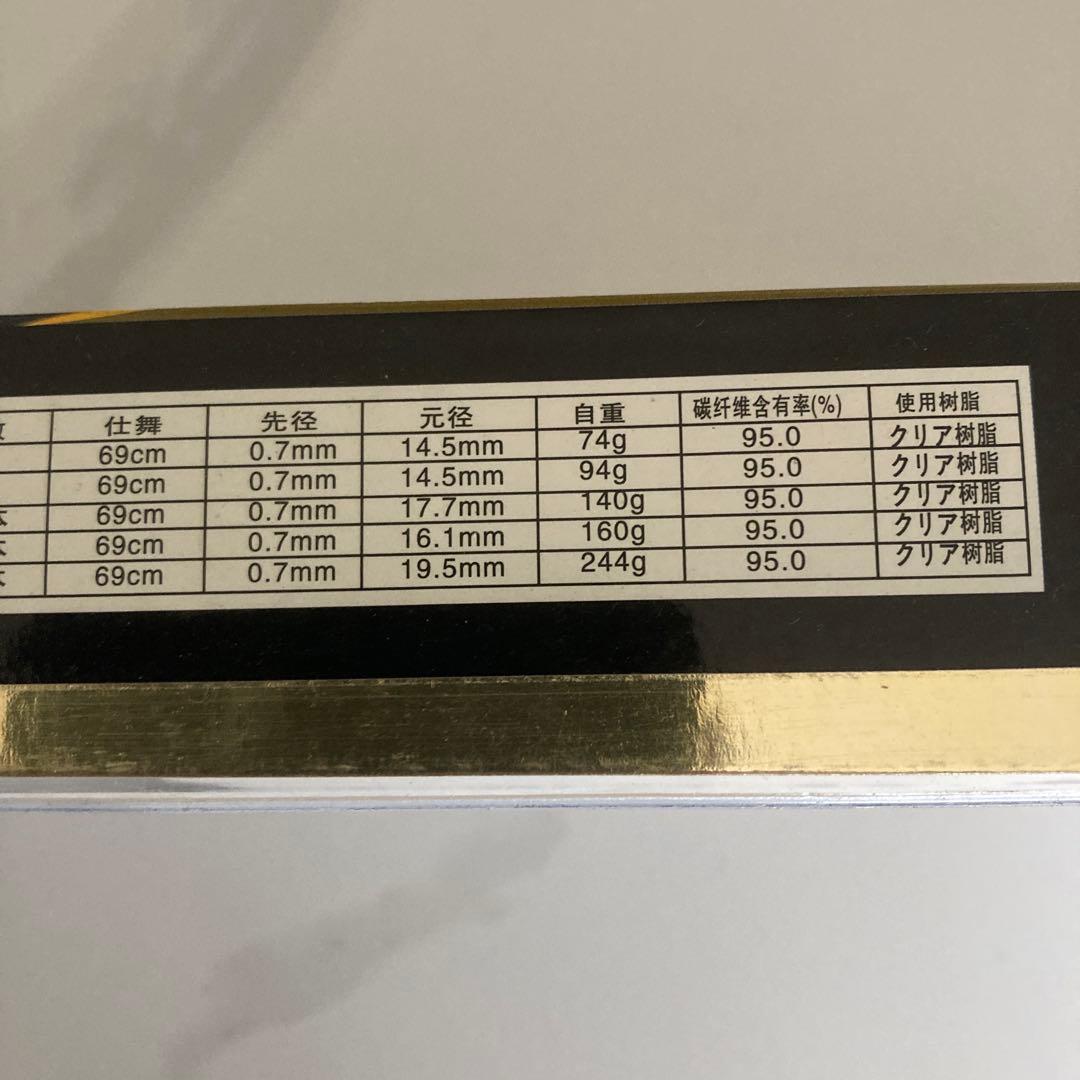 仕舞 先径 元径 自重 碳纤维含有率(%) 使用树脂
69cm 0.7mm 14.5mm 74g 95.0 クリア树脂
69cm 0.7mm 14.5mm 94g 95.0 クリア树脂
本 69cm 0.7mm 17.7mm 140g 95.0 クリア树脂
本 69cm 0.7mm 16.1mm 160g 95.0 クリア树脂
本 69cm 0.7mm 19.5mm 244g 95.0 クリア树脂